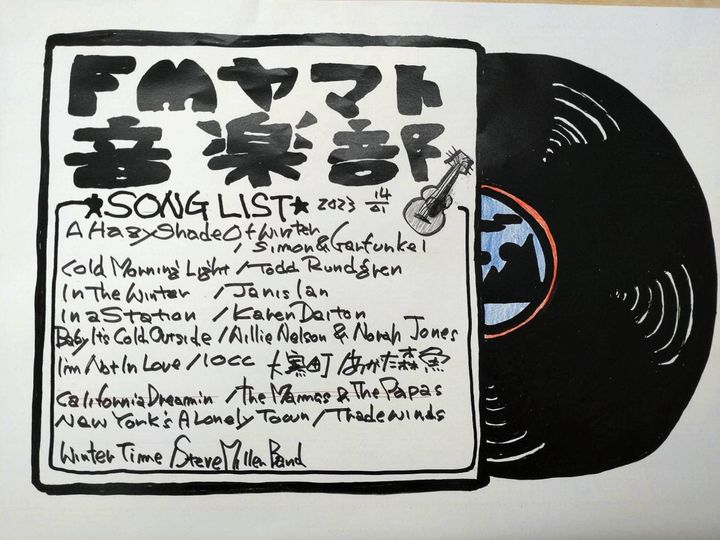 FMヤマト
音楽部
★SONG LIST★ 2023 14/01
A Hazy Shade Of Winter
/Simon & Garfunkel
Cold Morning Light /Todd Rundgren
In The Winter /Janis Ian
In a Station /Karen Dalton
Baby It's Cold Outside /Willie Nelson & Norah Jones
I'm Not In Love /10cc 大寒町 あがた森魚
California Dreamin /The Mamas & The Papas
New York's A Lonely Town /Tradewinds
Winter Time /Steve Miller Band